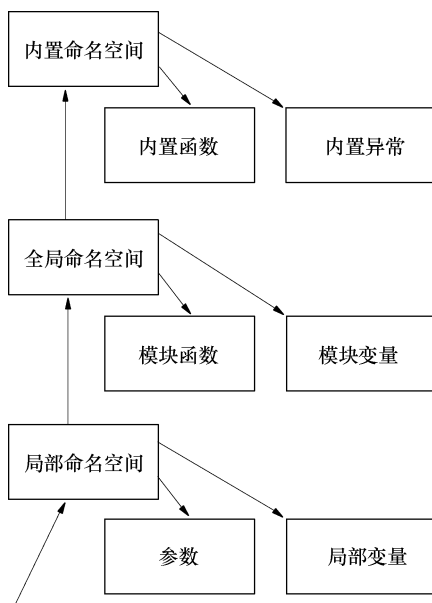 内置命名空间
内置函数
内置异常
全局命名空间
模块函数
模块变量
局部命名空间
参数
局部变量